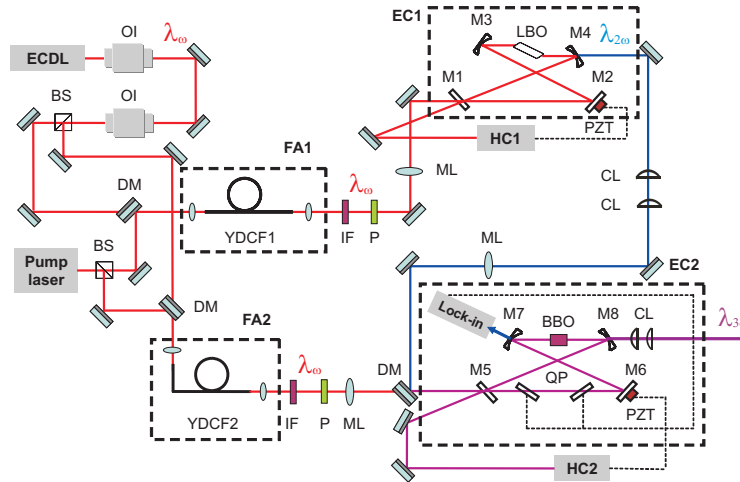 EC1
M3
LBO
M4
λ2ω
λω
OI
ECDL
BS
OI
M1
M2
PZT
HC1
FA1
ML
CL
CL
DM
λω
YDCF1
IF
P
BS
Pump
laser
ML
EC2
DM
FA2
Lock-in
M7
BBO
M8
CL
λ3
λω
DM
M5
QP
M6
PZT
YDCF2
IF
P
ML
HC2